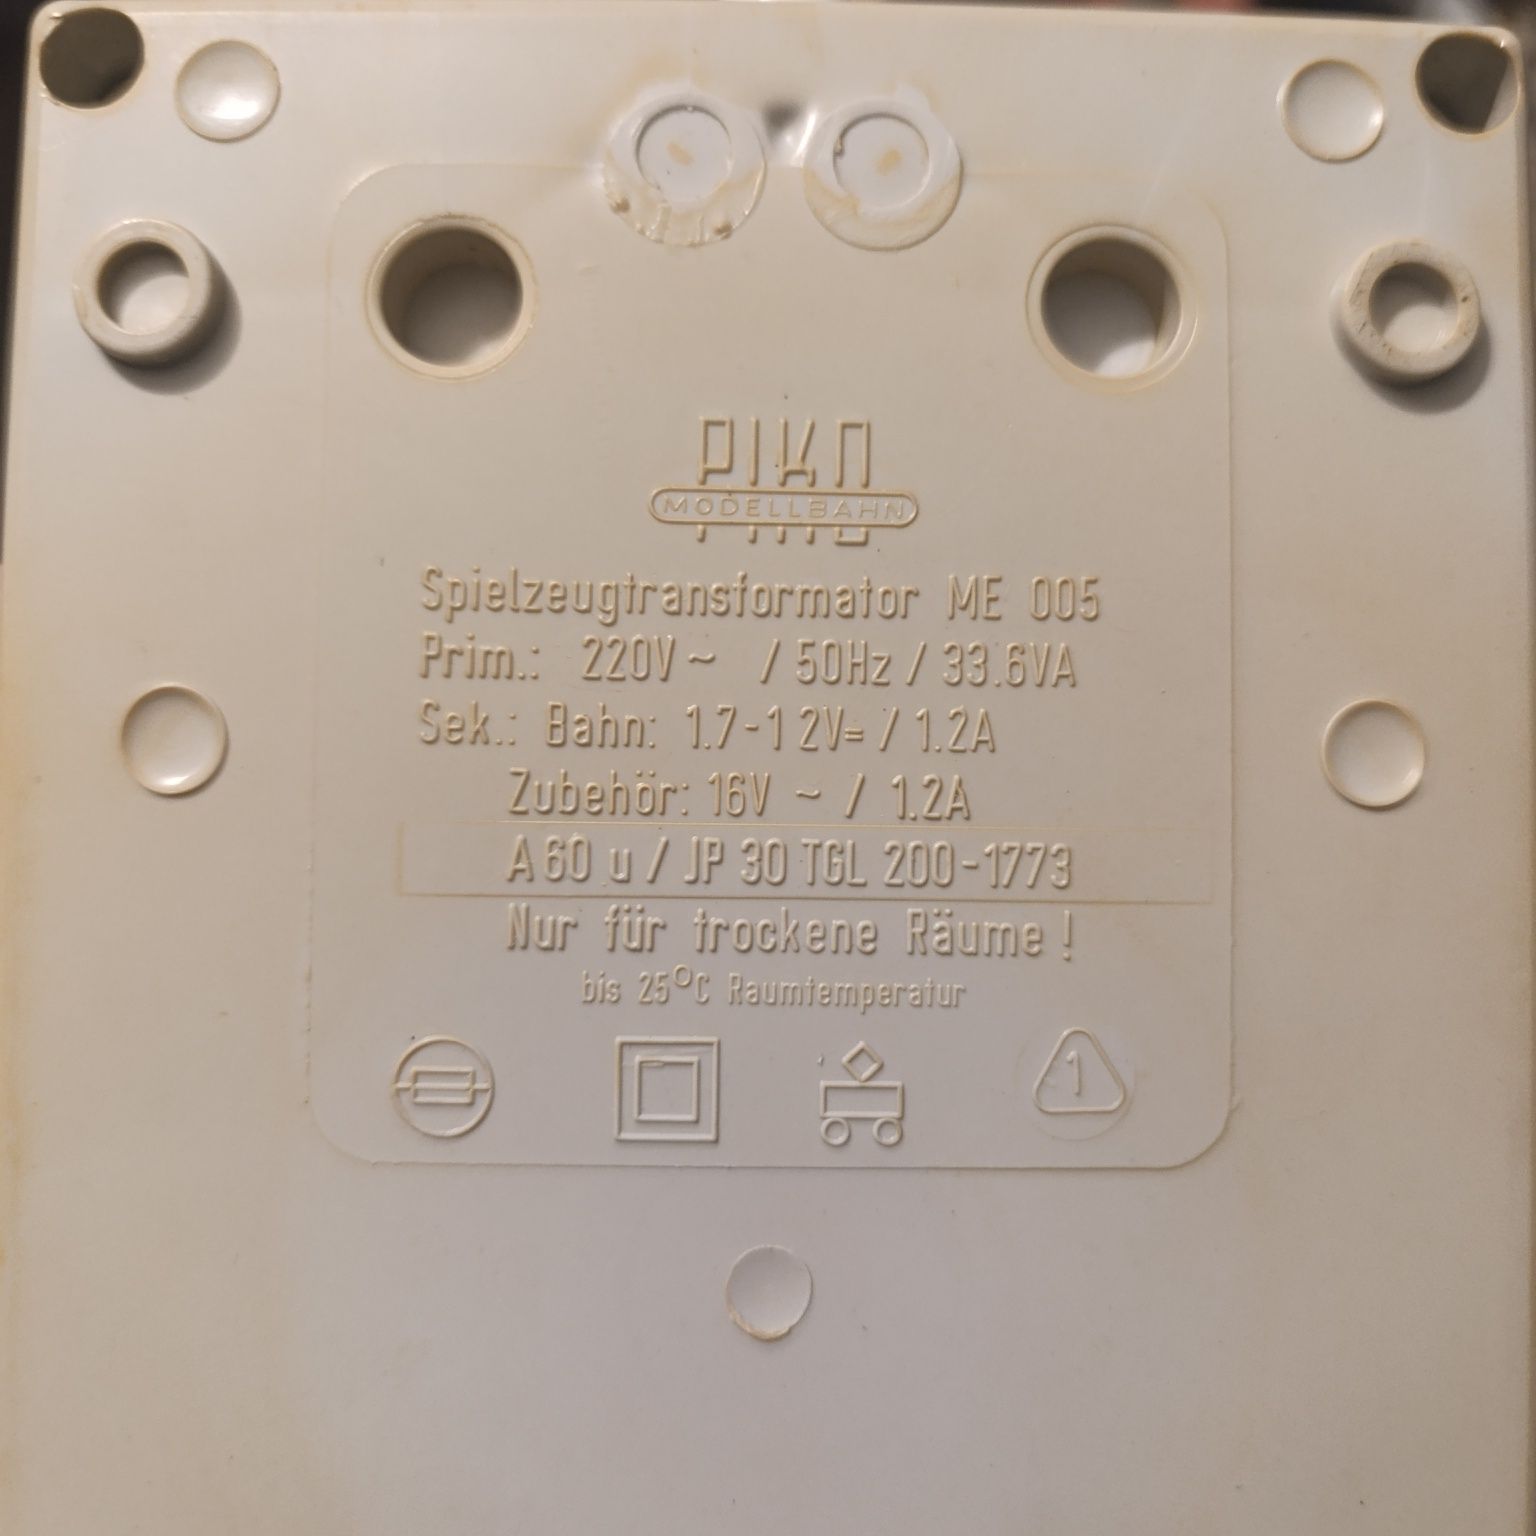 PIKO
MODELLBAHN
Spielzeugtransformator ME 005
Prim.: 220V ~ / 50Hz / 33.6VA
Sek.: Bahn: 1.7-12V= / 1.2A
Zubehör: 16V ~ / 1.2A
A60 u / JP 30 TGL 200-1773
Nur für trockene Räume !
bis 25°C Raumtemperatur
1